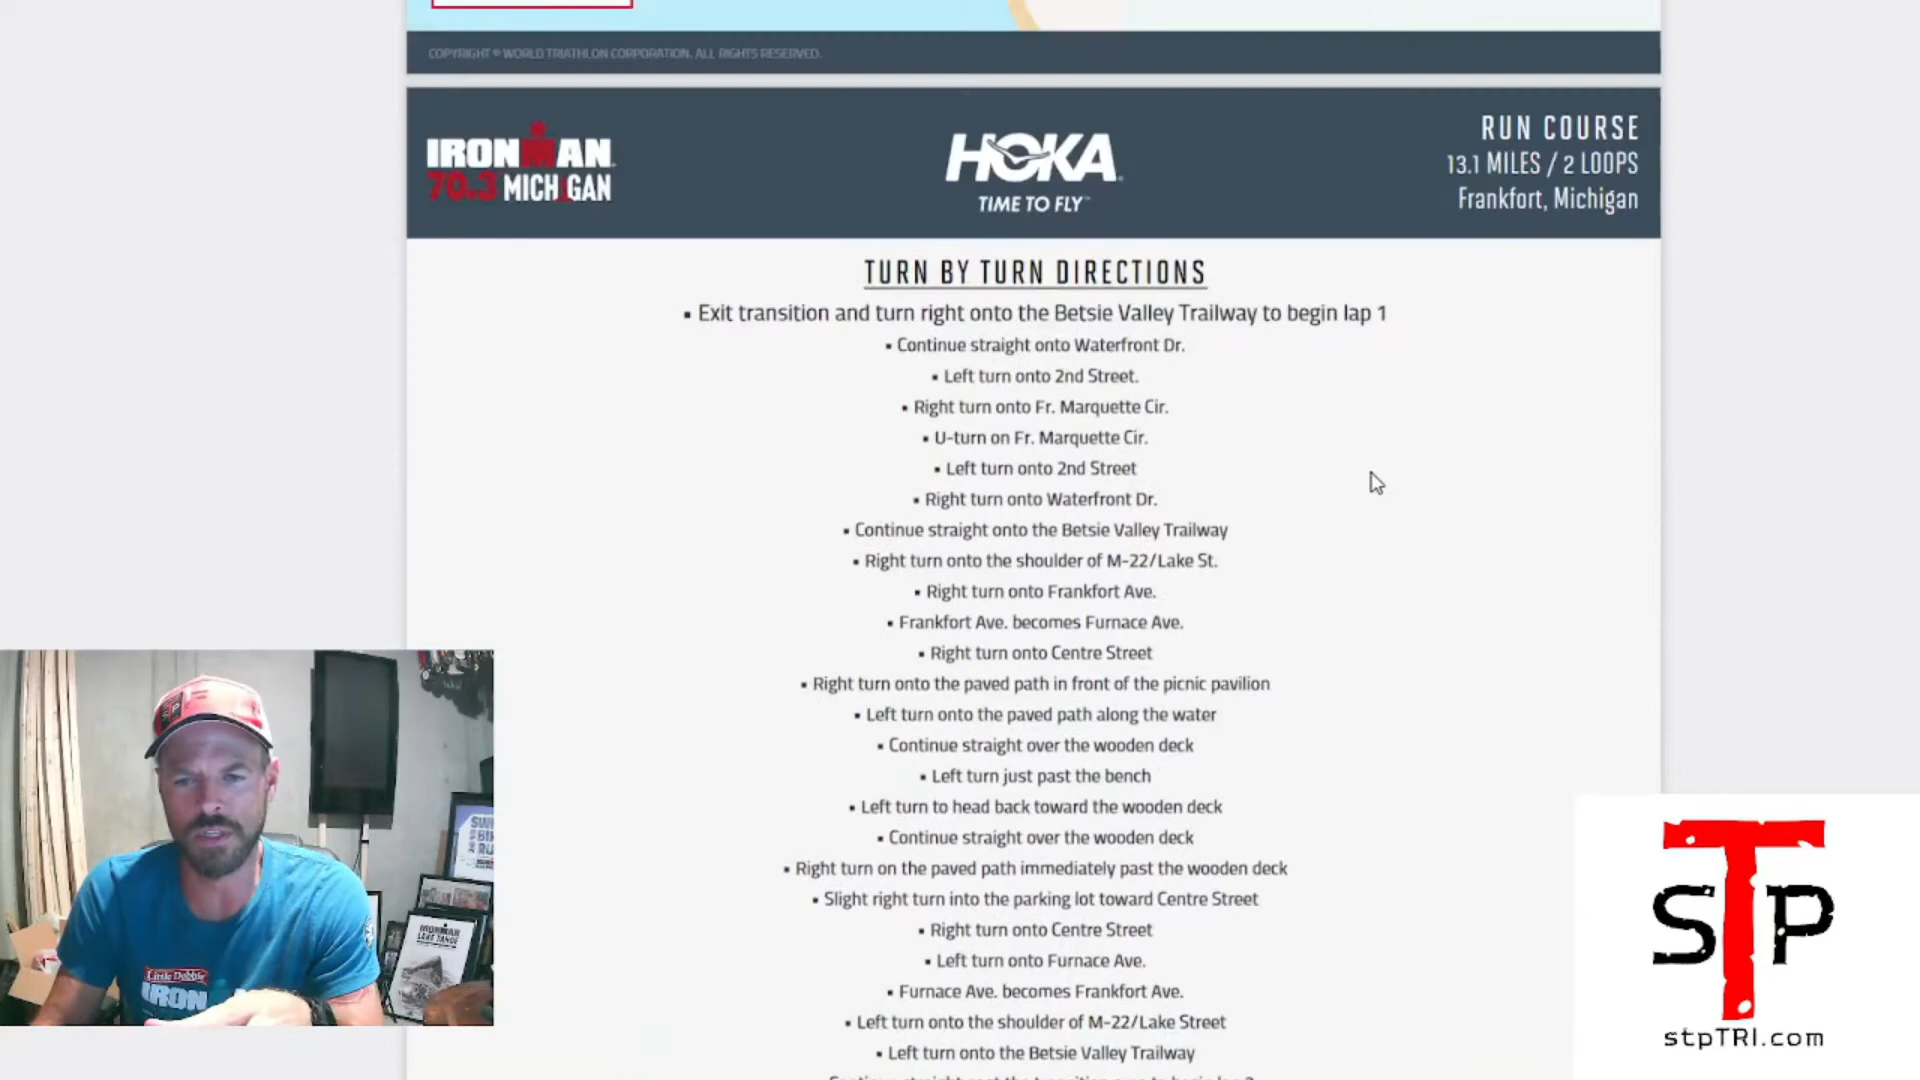 COPYRIGHT © WORLD TRIATHLON CORPORATION. ALL RIGHTS RESERVED.
IRONMAN
70.3 MICHIGAN
HOKA
TIME TO FLY™
RUN COURSE
13.1 MILES / 2 LOOPS
Frankfort, Michigan
TURN BY TURN DIRECTIONS
▪ Exit transition and turn right onto the Betsie Valley Trailway to begin lap 1
▪ Continue straight onto Waterfront Dr.
▪ Left turn onto 2nd Street.
▪ Right turn onto Fr. Marquette Cir.
▪ U-turn on Fr. Marquette Cir.
▪ Left turn onto 2nd Street
▪ Right turn onto Waterfront Dr.
▪ Continue straight onto the Betsie Valley Trailway
▪ Right turn onto the shoulder of M-22/Lake St.
▪ Right turn onto Frankfort Ave.
▪ Frankfort Ave. becomes Furnace Ave.
▪ Right turn onto Centre Street
▪ Right turn onto the paved path in front of the picnic pavilion
▪ Left turn onto the paved path along the water
▪ Continue straight over the wooden deck
▪ Left turn just past the bench
▪ Left turn to head back toward the wooden deck
▪ Continue straight over the wooden deck
▪ Right turn on the paved path immediately past the wooden deck
▪ Slight right turn into the parking lot toward Centre Street
▪ Right turn onto Centre Street
▪ Left turn onto Furnace Ave.
▪ Furnace Ave. becomes Frankfort Ave.
▪ Left turn onto the shoulder of M-22/Lake Street
▪ Left turn onto the Betsie Valley Trailway
STP
Little Debbie
IRON
IRONMAN
LAKE TAHOE
STP
stpTRI.com